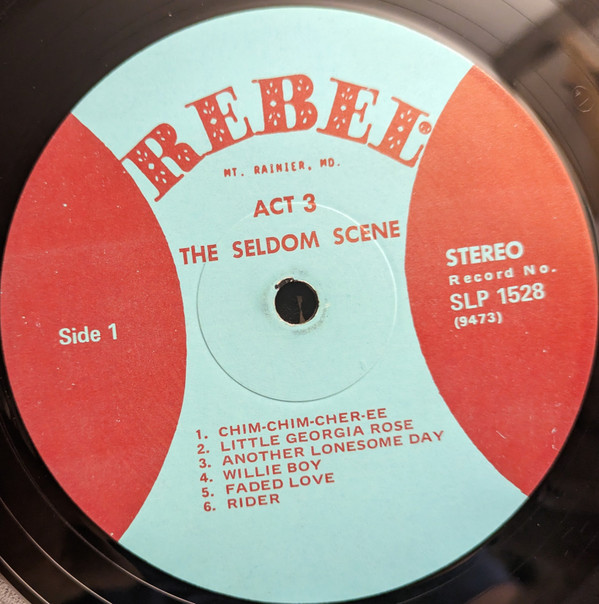 REBEL®
MT. RAINIER, MD.
ACT 3
THE SELDOM SCENE
STEREO
Record No.
SLP 1528
(9473)
Side 1
1. CHIM-CHIM-CHER-EE
2. LITTLE GEORGIA ROSE
3. ANOTHER LONESOME DAY
4. WILLIE BOY
5. FADED LOVE
6. RIDER